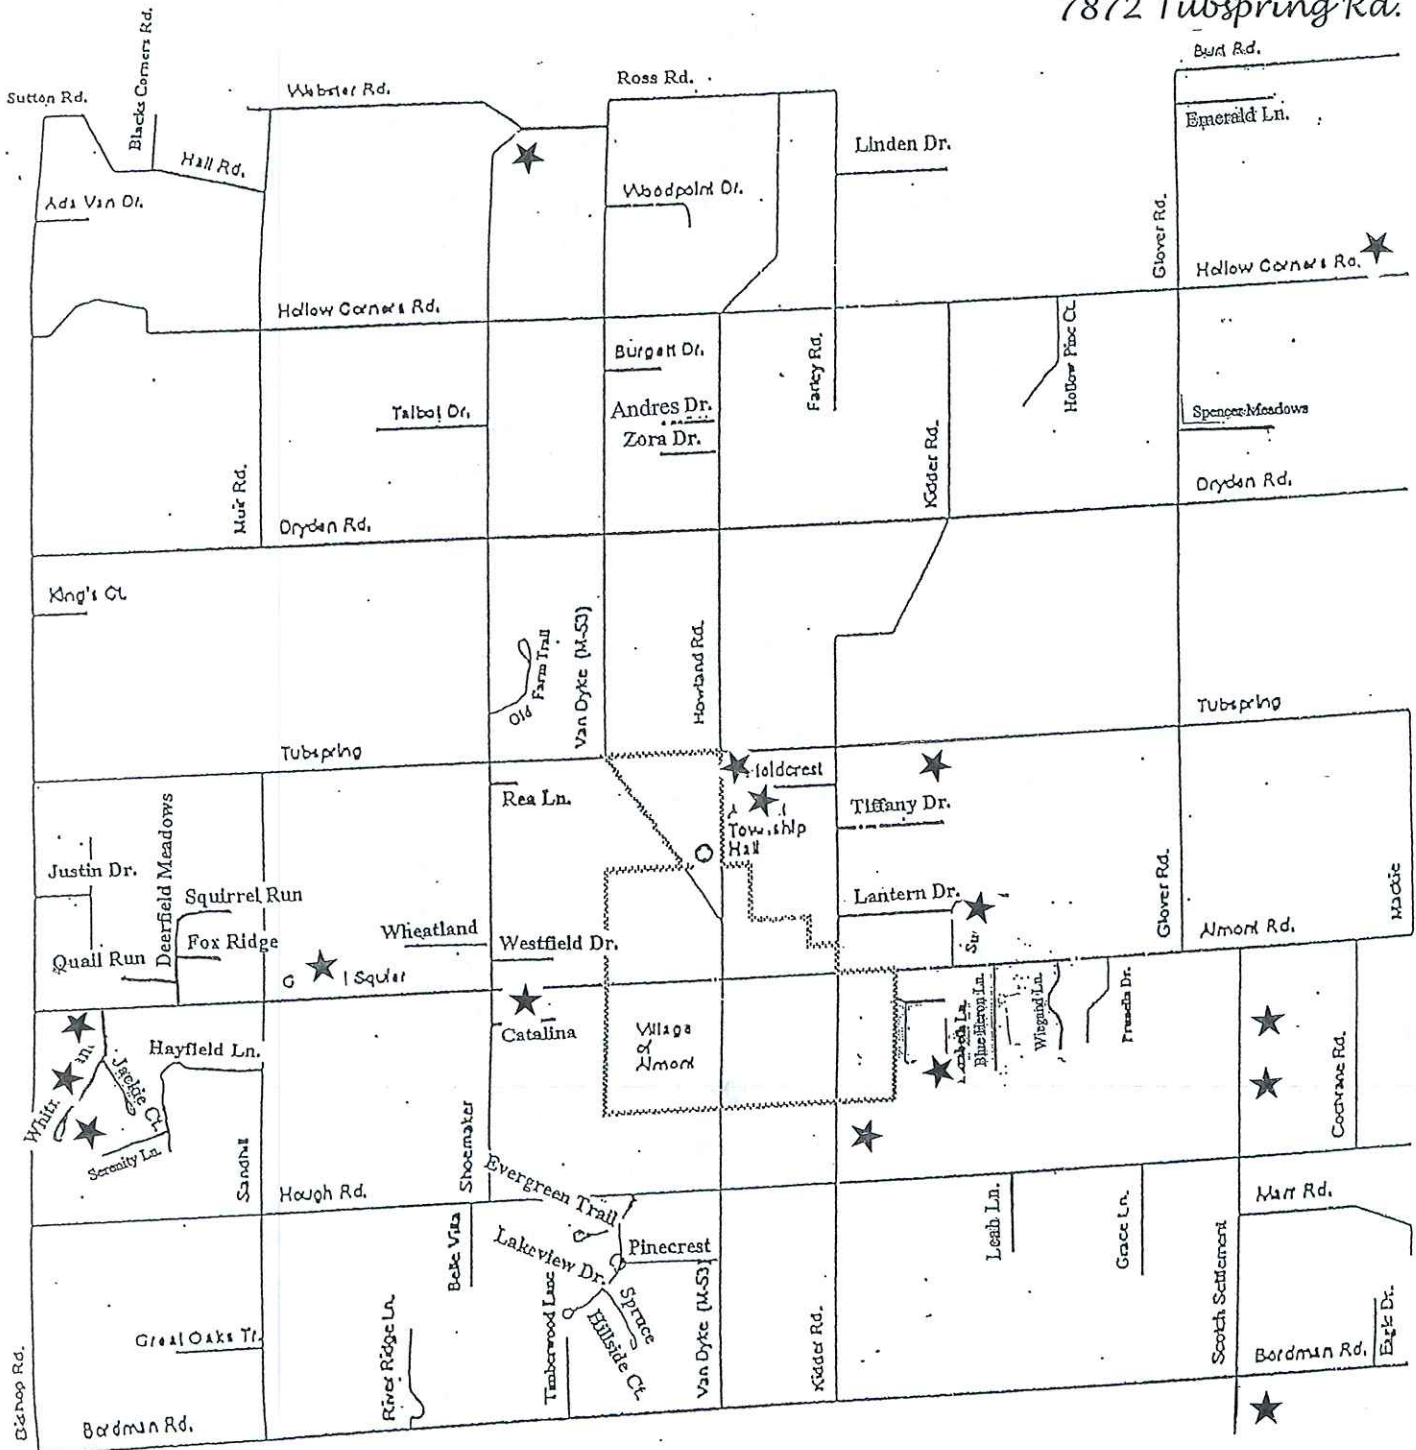 7872 Tubspring Rd.
Burl Rd.
Blacks Corners Rd.
Ross Rd.
Sutton Rd.
Webster Rd.
Emerald Ln.
Hall Rd.
Linden Dr.
Ada Van Dr.
Woodpoint Dr.
Glover Rd.
Hollow Corners Rd.
Hollow Corners Rd.
Burgett Dr.
Farley Rd.
Hollow Pine Ct.
Talbot Dr.
Andres Dr.
Spencer Meadows
Zora Dr.
Kidder Rd.
Muir Rd.
Dryden Rd.
Dryden Rd.
King's Ct.
Old Farm Trail
Van Dyke (M-53)
Howland Rd.
Tubspring
Tubspring
oldcrest
Rea Ln.
Tiffany Dr.
Township
Hall
Justin Dr.
Deerfield Meadows
Squirrel Run
Lantern Dr.
Glover Rd.
Mackie
Wheatland
Westfield Dr.
Almont Rd.
Fox Ridge
Quail Run
Squier
Catalina
Village
of
Almont
Blue Heron Ln.
Wiegand Ln.
Hayfield Ln.
Jackie Ct.
Cochrane Rd.
Serenity Ln.
Sandhill
Shoemaker
Hough Rd.
Evergreen Trail
Marr Rd.
Leah Ln.
Grace Ln.
Belle Villa
Lakeview Dr.
Pinecrest
Scotch Settlement
Spruce
Hillside Ct.
Timberwood Lane
Van Dyke (M-53)
Kidder Rd.
River Ridge Ln.
Great Oaks Tr.
Bordman Rd.
Eagle Dr.
Bishop Rd.
Bordman Rd.